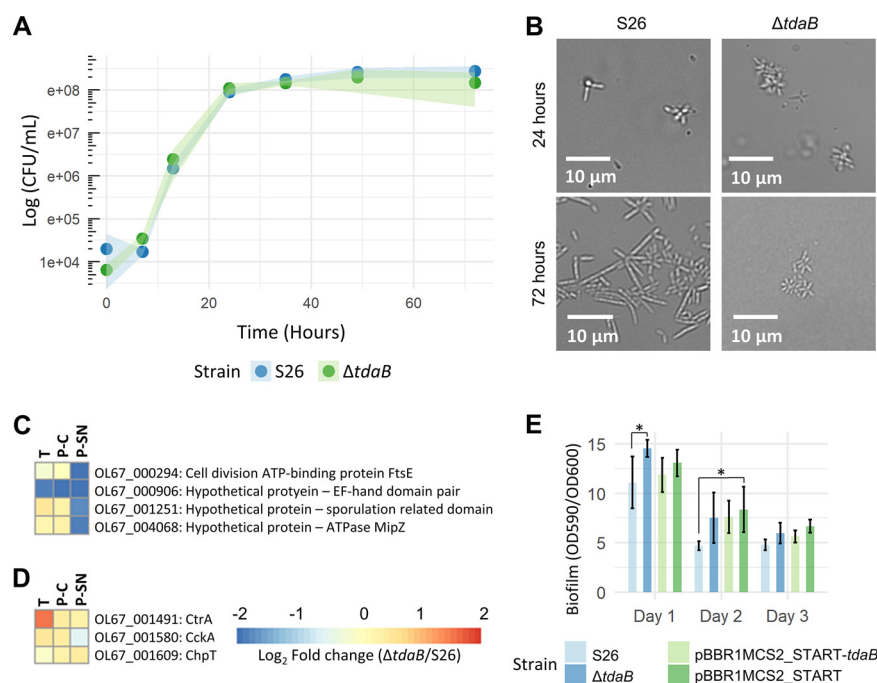 A
Log (CFU/mL)
e+08
e+07
e+06
e+05
1e+04
0 20 40 60
Time (Hours)
Strain S26 ΔtdaB
B
S26 ΔtdaB
24 hours
10 μm 10 μm
72 hours
10 μm 10 μm
C
T P-C P-SN
OL67_000294: Cell division ATP-binding protein FtsE
OL67_000906: Hypothetical protyein – EF-hand domain pair
OL67_001251: Hypothetical protein – sporulation related domain
OL67_004068: Hypothetical protein – ATPase MipZ
D
T P-C P-SN
OL67_001491: CtrA
OL67_001580: CckA
OL67_001609: ChpT
-2 -1 0 1 2
Log2 Fold change (ΔtdaB/S26)
E
Biofilm (OD590/OD600)
15
10
5
0
* *
Day 1 Day 2 Day 3
Strain
S26 pBBR1MCS2_START-tdaB
ΔtdaB pBBR1MCS2_START